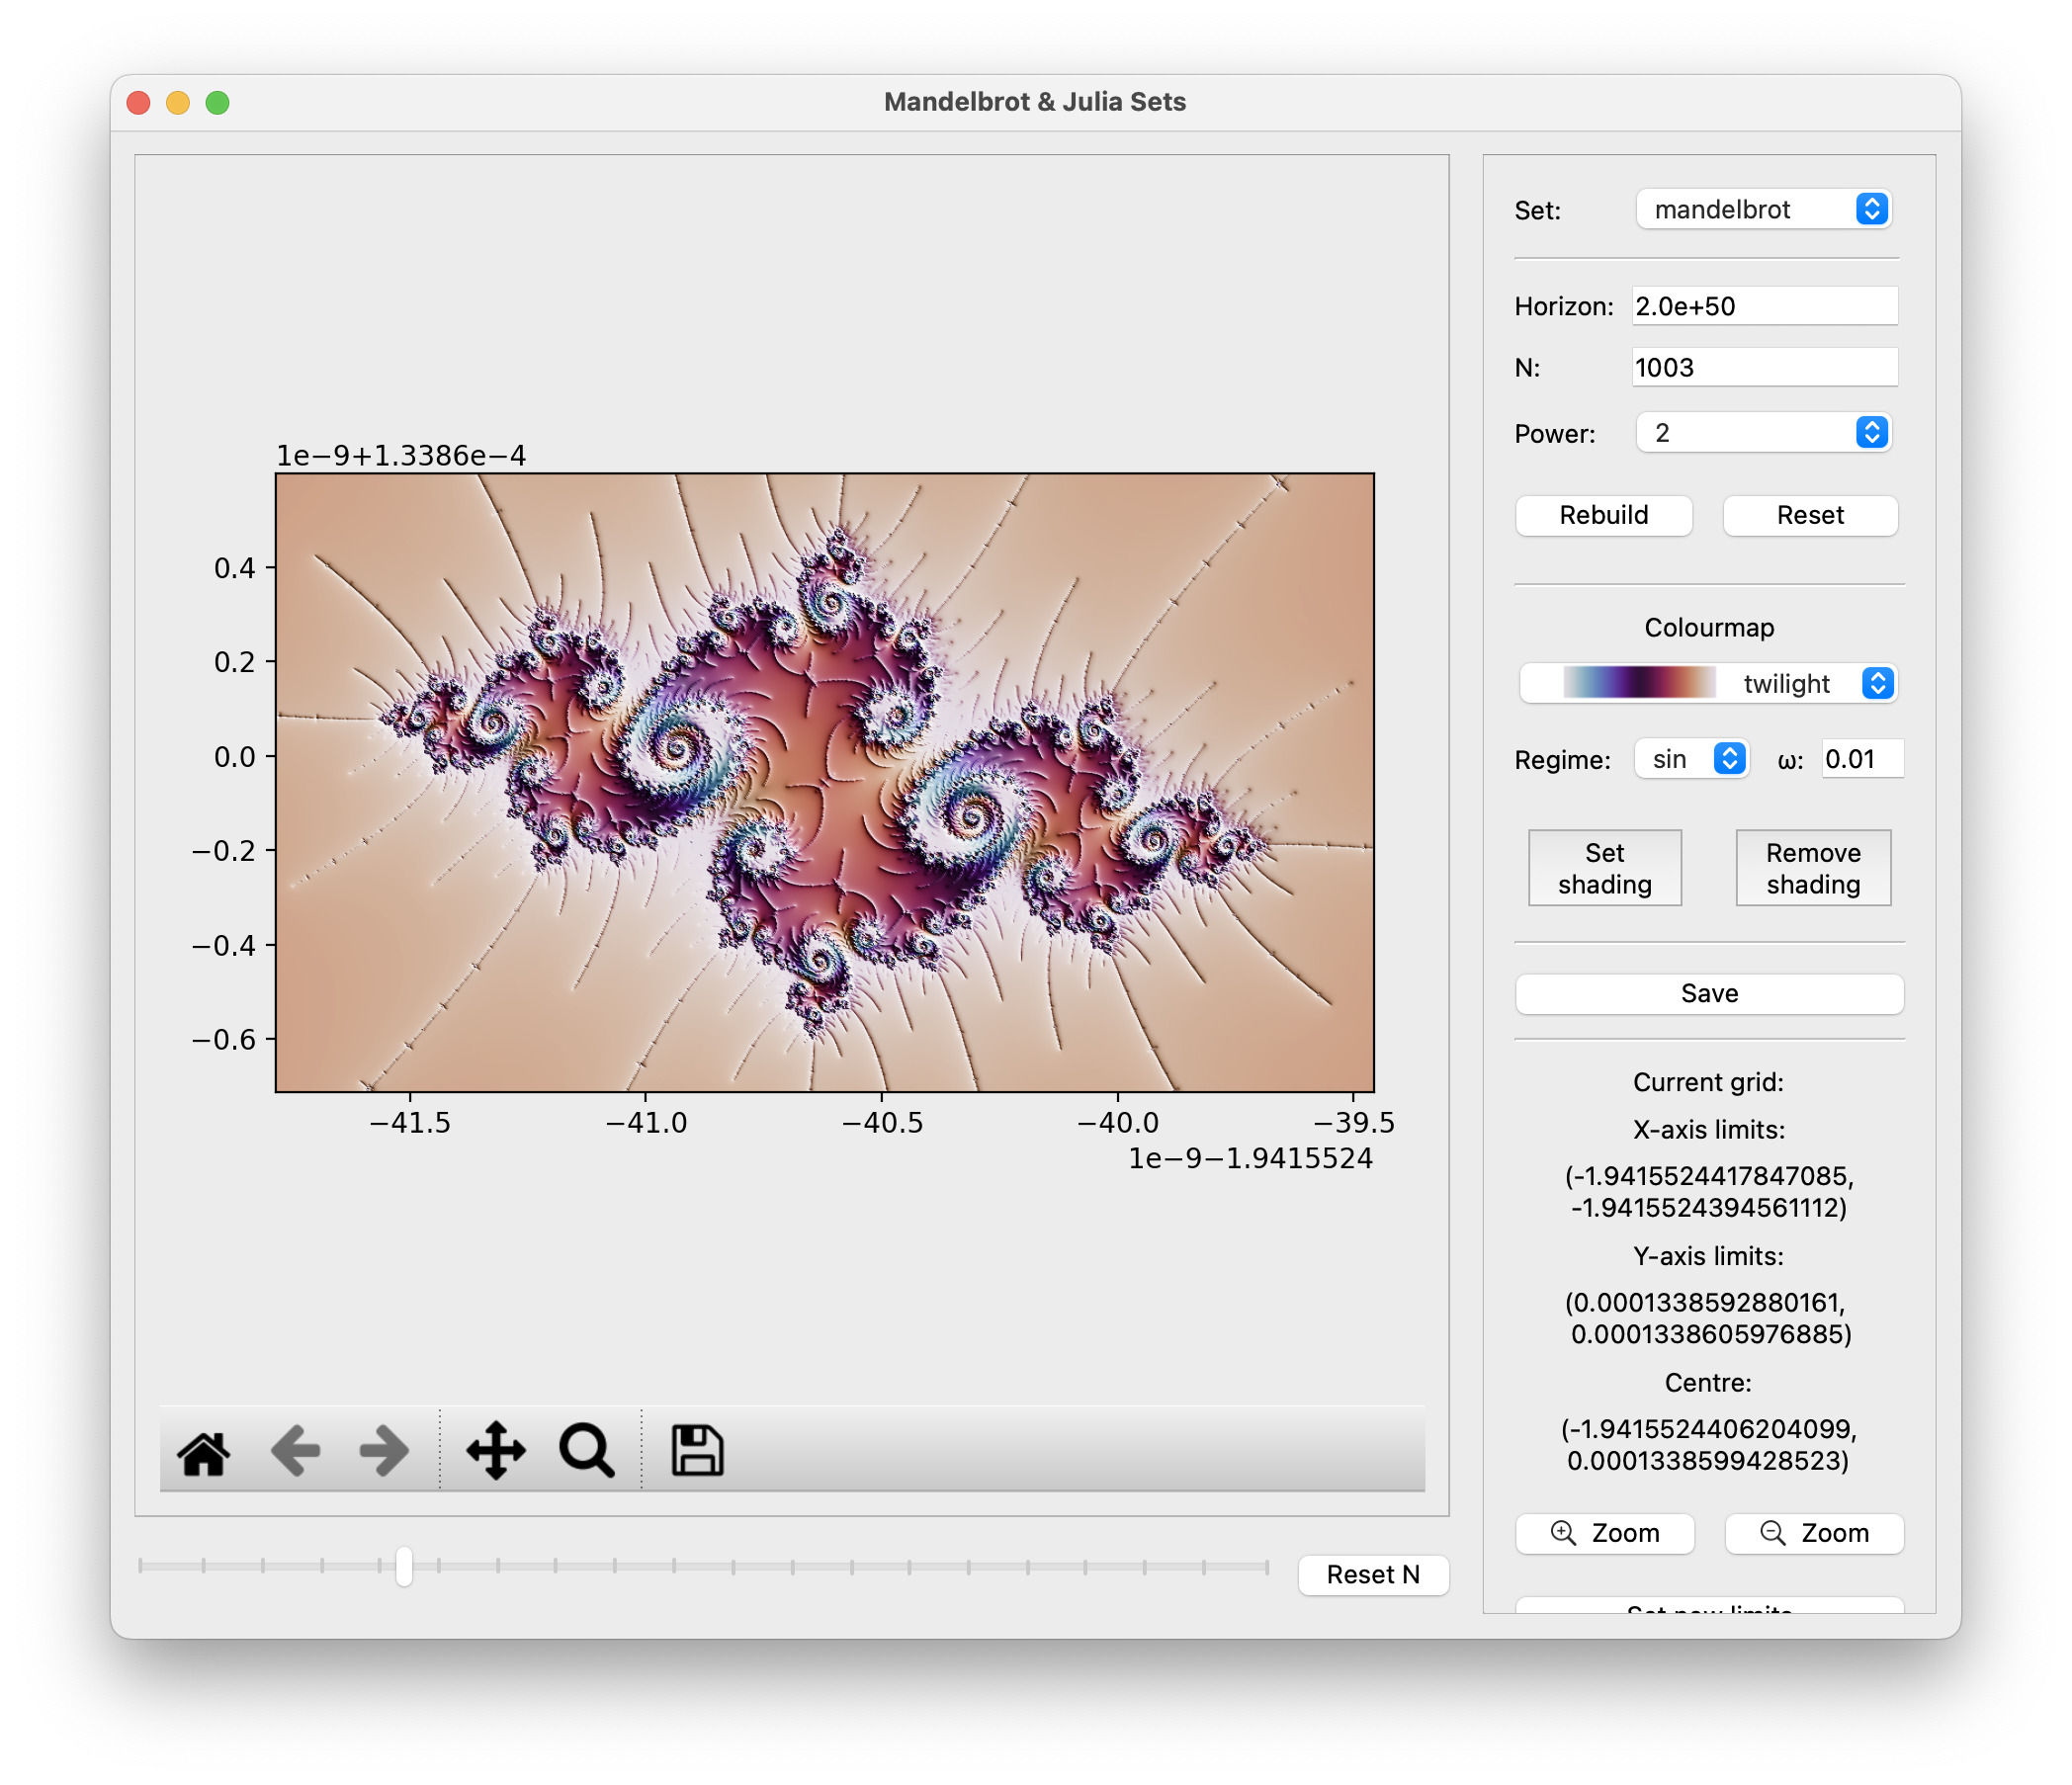 Mandelbrot & Julia Sets
1e−9+1.3386e−4
0.4
0.2
0.0
−0.2
−0.4
−0.6
−41.5
−41.0
−40.5
−40.0
−39.5
1e−9−1.9415524
Reset N
Set:
mandelbrot
Horizon:
2.0e+50
N:
1003
Power:
2
Rebuild
Reset
Colourmap
twilight
Regime:
sin
ω:
0.01
Set
shading
Remove
shading
Save
Current grid:
X-axis limits:
(-1.9415524417847085,
-1.9415524394561112)
Y-axis limits:
(0.0001338592880161,
0.0001338605976885)
Centre:
(-1.9415524406204099,
0.0001338599428523)
Zoom
Zoom
Set new limits